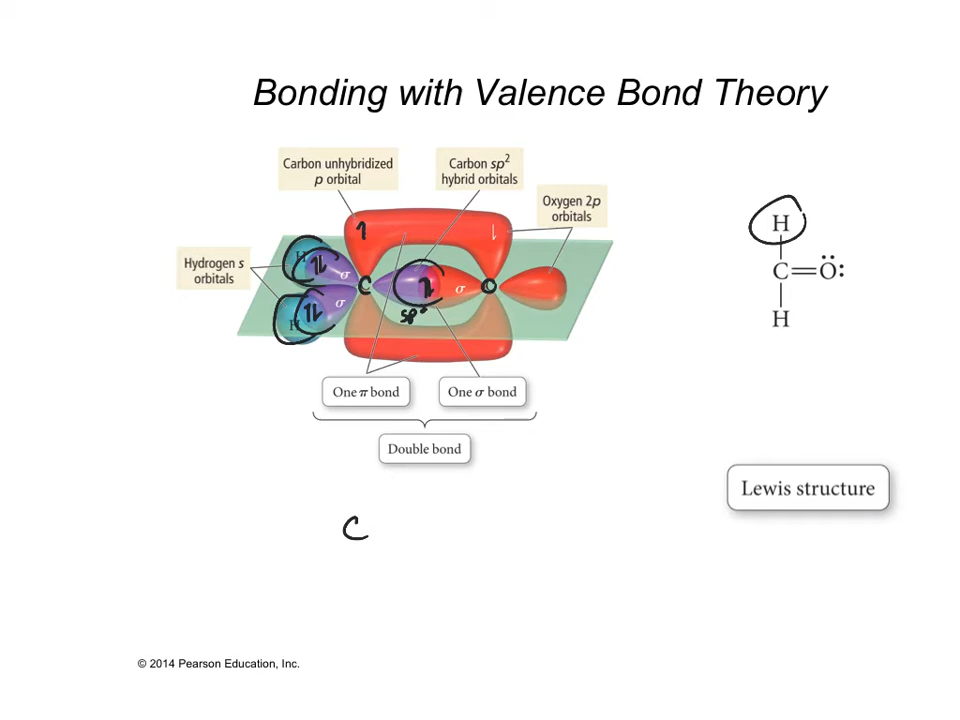 Bonding with Valence Bond Theory
Carbon unhybridized
p orbital
Carbon sp²
hybrid orbitals
Oxygen 2p
orbitals
Hydrogen s
orbitals
H
σ
H
σ
C
σ
O
sp²
1
↓
One π bond
One σ bond
Double bond
H
C=Ö:
H
Lewis structure
C
© 2014 Pearson Education, Inc.